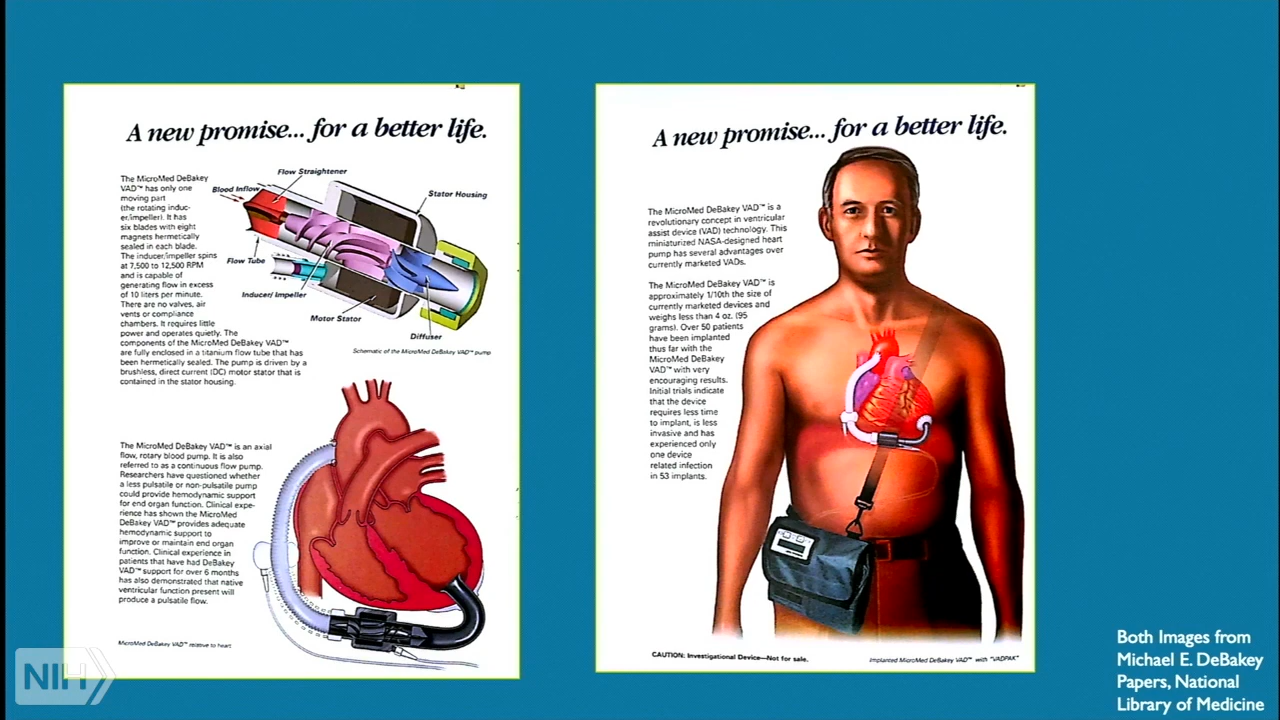 A new promise... for a better life.
The MicroMed DeBakey
VAD™ has only one
moving part
(the rotating induc-
er/impeller). It has
six blades with eight
magnets hermetically
sealed in each blade.
The inducer/impeller spins
at 7,500 to 12,500 RPM
and is capable of
generating flow in excess
of 10 liters per minute.
There are no valves, air
vents or compliance
chambers. It requires little
power and operates quietly. The
components of the MicroMed DeBakey VAD™
are fully enclosed in a titanium flow tube that has
been hermetically sealed. The pump is driven by a
brushless, direct current (DC) motor stator that is
contained in the stator housing.
Flow Straightener
Blood Inflow
Stator Housing
Flow Tube
Inducer/ Impeller
Motor Stator
Diffuser
Schematic of the MicroMed DeBakey VAD™ pump
The MicroMed DeBakey VAD™ is an axial
flow, rotary blood pump. It is also
referred to as a continuous flow pump.
Researchers have questioned whether
a less pulsatile or non-pulsatile pump
could provide hemodynamic support
for end organ function. Clinical expe-
rience has shown the MicroMed
DeBakey VAD™ provides adequate
hemodynamic support to
improve or maintain end organ
function. Clinical experience in
patients that have had DeBakey
VAD™ support for over 6 months
has also demonstrated that native
ventricular function present will
produce a pulsatile flow.
MicroMed DeBakey VAD™ relative to heart
A new promise... for a better life.
The MicroMed DeBakey VAD™ is a
revolutionary concept in ventricular
assist device (VAD) technology. This
miniaturized NASA-designed heart
pump has several advantages over
currently marketed VADs.
The MicroMed DeBakey VAD™ is
approximately 1/10th the size of
currently marketed devices and
weighs less than 4 oz. (95
grams). Over 50 patients
have been implanted
thus far with the
MicroMed DeBakey
VAD™ with very
encouraging results.
Initial trials indicate
that the device
requires less time
to implant, is less
invasive and has
experienced only
one device
related infection
in 53 implants.
CAUTION: Investigational Device—Not for sale.
Implanted MicroMed DeBakey VAD™ with "VADPAK"
Both Images from
Michael E. DeBakey
Papers, National
Library of Medicine
NIH